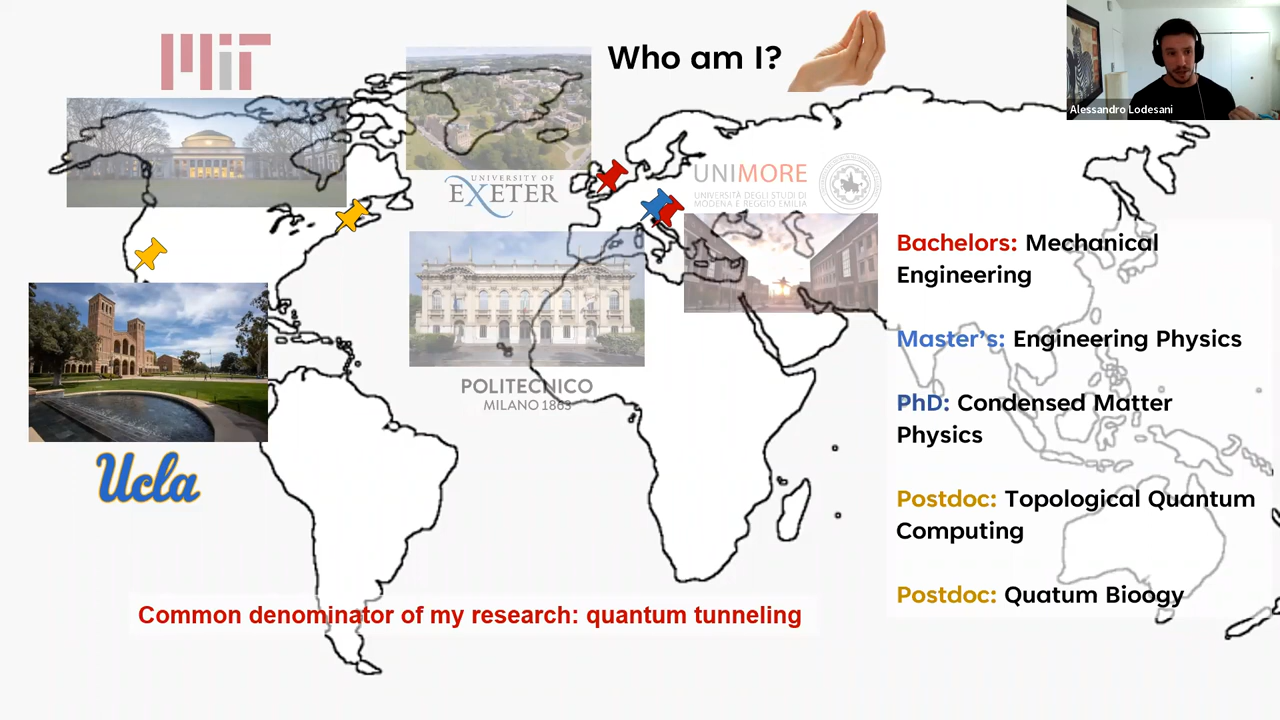 MiT
Who am I?
Alessandro Lodesani
UNIVERSITY OF
EXETER
UNIMORE
UNIVERSITÀ DEGLI STUDI DI
MODENA E REGGIO EMILIA
POLITECNICO
MILANO 1863
Ucla
Bachelors: Mechanical
Engineering
Master's: Engineering Physics
PhD: Condensed Matter
Physics
Postdoc: Topological Quantum
Computing
Postdoc: Quatum Bioogy
Common denominator of my research: quantum tunneling